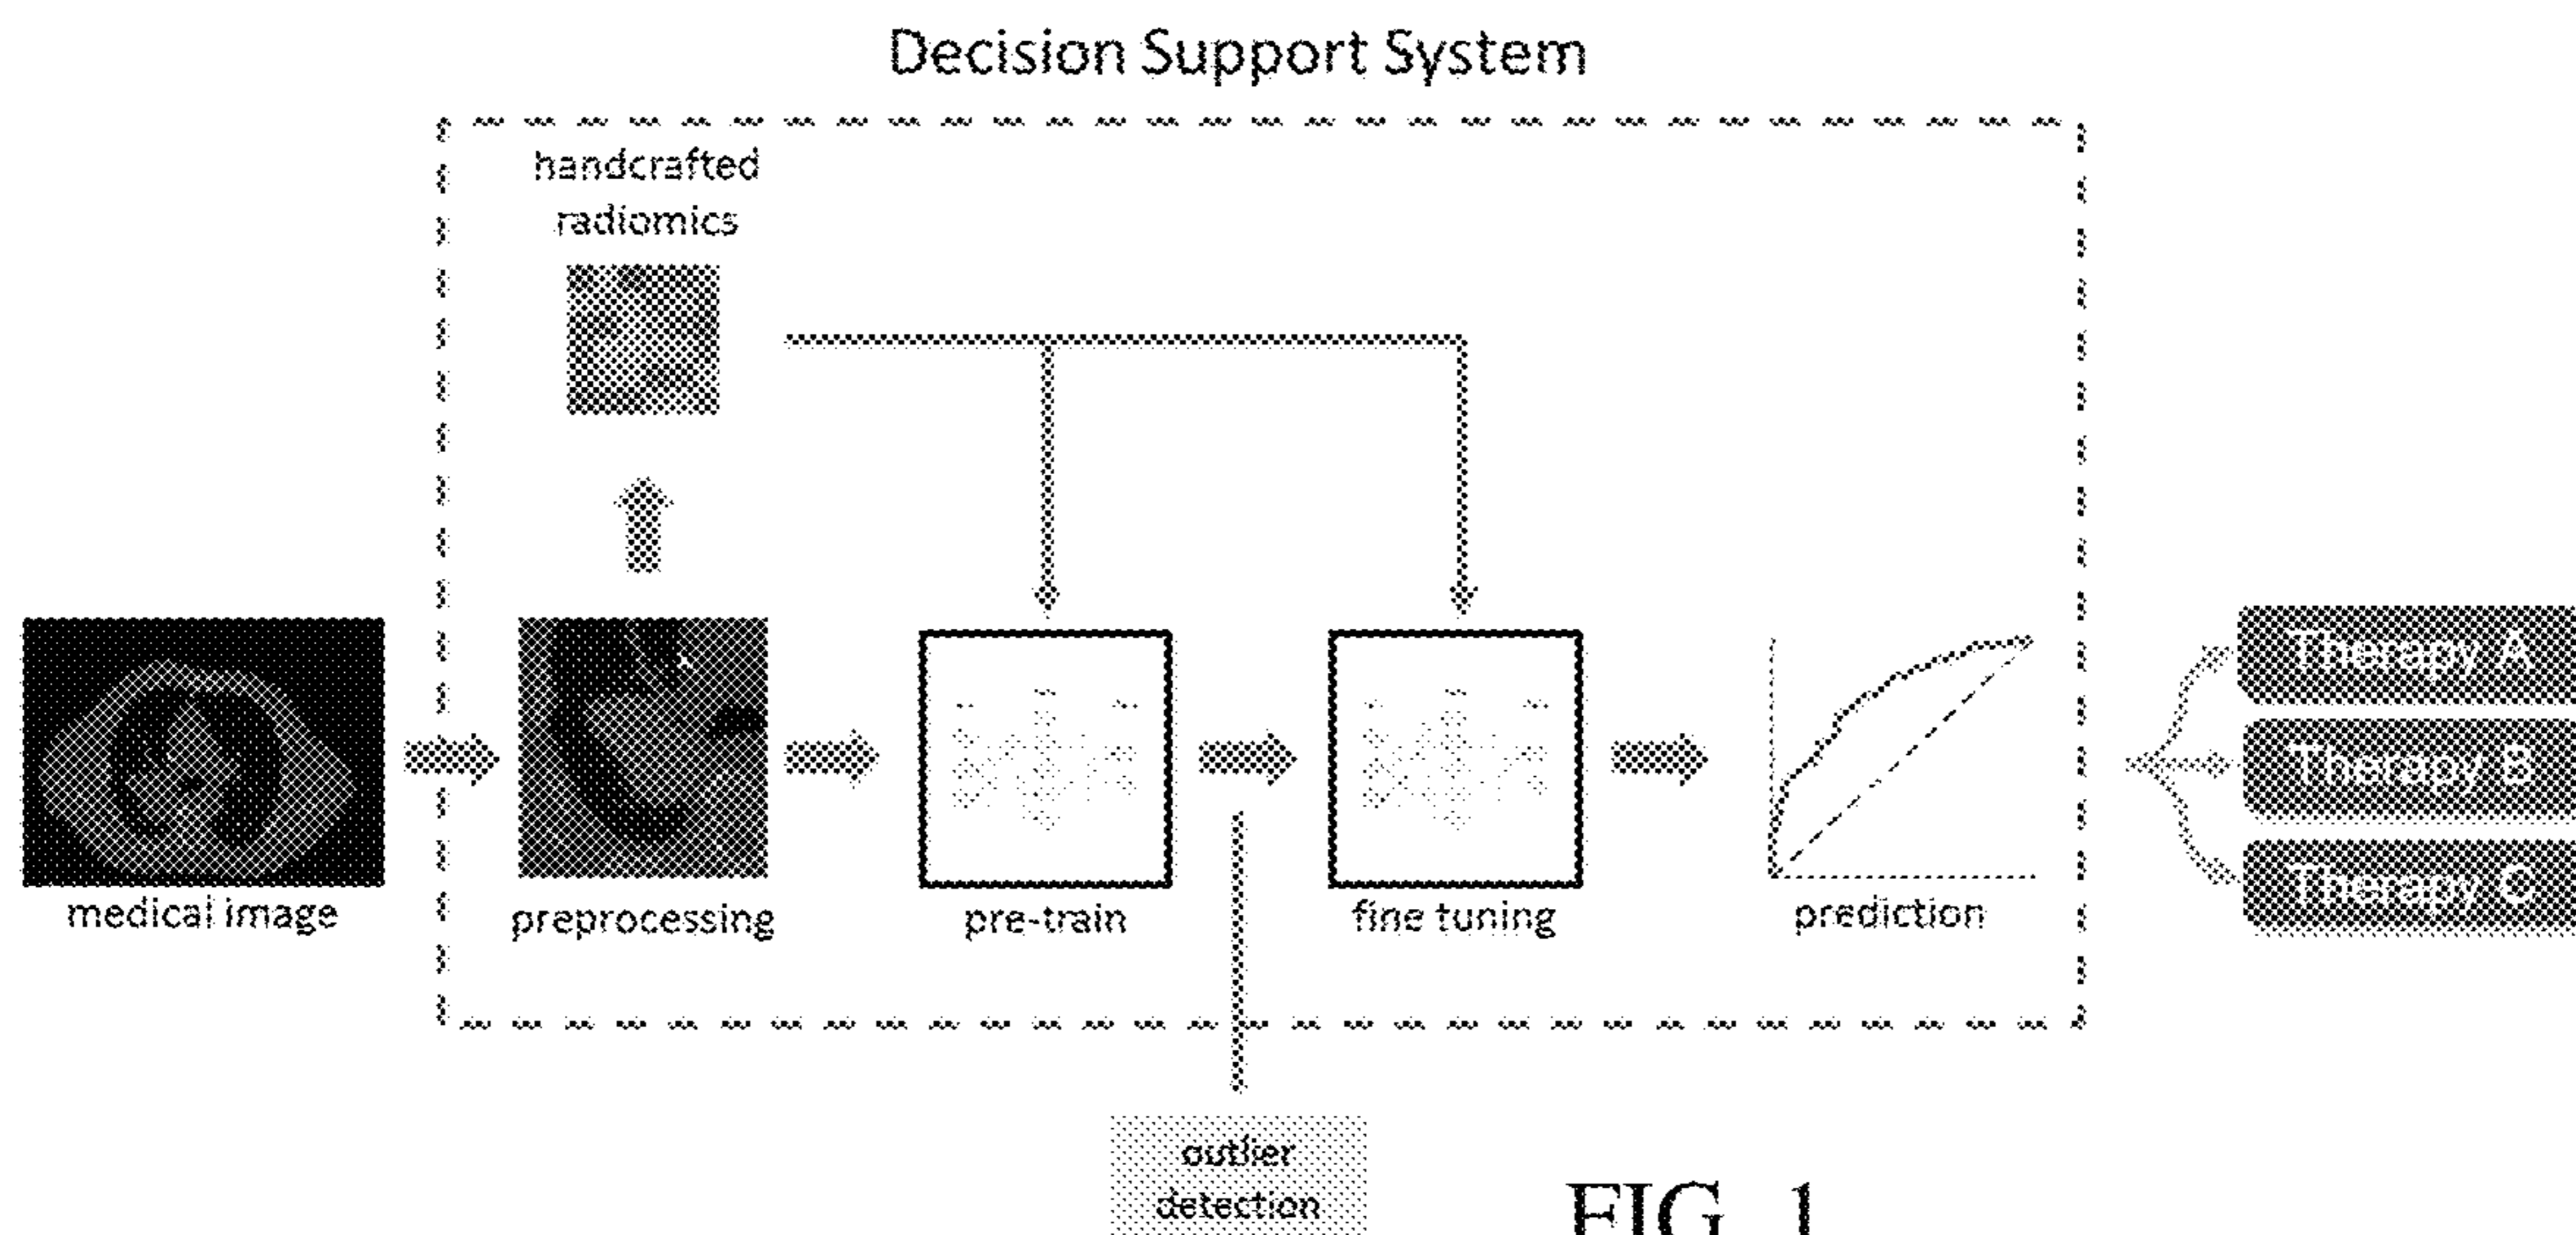 Decision Support System
handcrafted
radiomics
medical image
preprocessing
pre-train
fine tuning
prediction
Therapy A
Therapy B
Therapy C
outlier
detection
FIG. 1